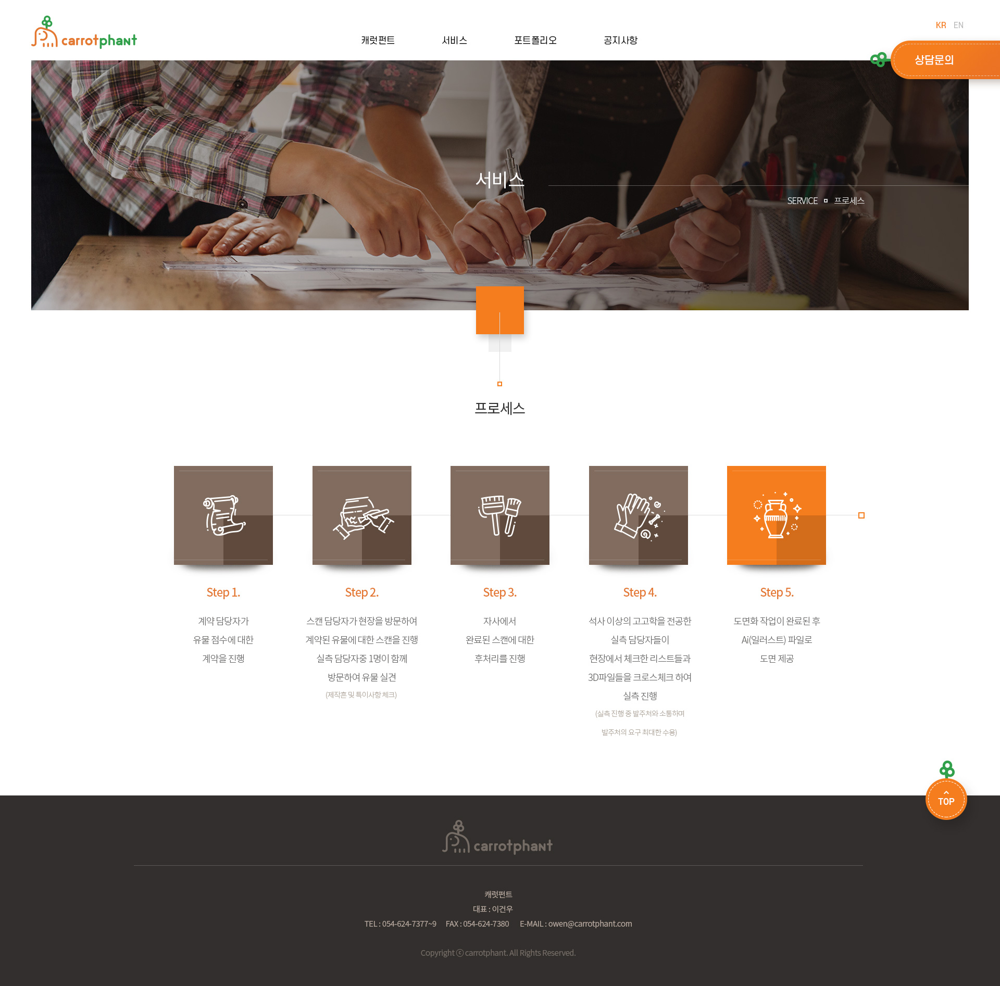 carrotphant
캐럿펀트
서비스
포트폴리오
공지사항
KR EN
상담문의
서비스
SERVICE 프로세스
프로세스
Step 1.
계약 담당자가
유물 점수에 대한
계약을 진행
Step 2.
스캔 담당자가 현장을 방문하여
계약된 유물에 대한 스캔을 진행
실측 담당자중 1명이 함께
방문하여 유물 실견
(제작흔 및 특이사항 체크)
Step 3.
자사에서
완료된 스캔에 대한
후처리를 진행
Step 4.
석사 이상의 고고학을 전공한
실측 담당자들이
현장에서 체크한 리스트들과
3D파일들을 크로스체크 하여
실측 진행
(실측 진행 중 발주처와 소통하며
발주처의 요구 최대한 수용)
Step 5.
도면화 작업이 완료된 후
Ai(일러스트) 파일로
도면 제공
TOP
carrotphant
캐럿펀트
대표 : 이건우
TEL : 054-624-7377~9 FAX : 054-624-7380 E-MAIL : owen@carrotphant.com
Copyright ⓒ carrotphant. All Rights Reserved.